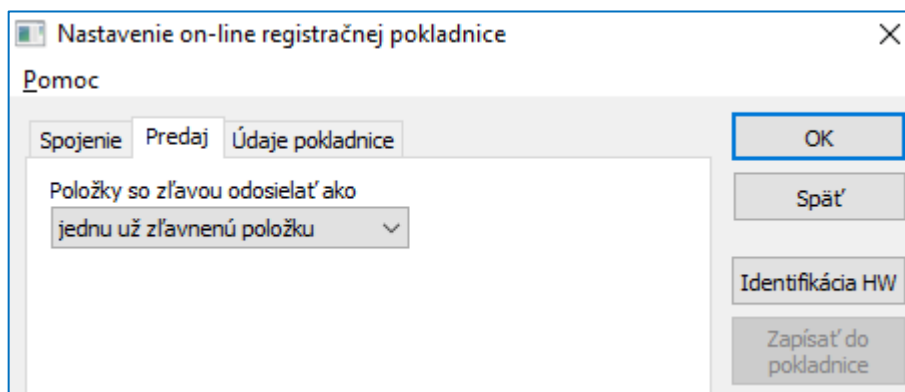 Nastavenie on-line registračnej pokladnice
Pomoc
Spojenie
Predaj
Údaje pokladnice
Položky so zľavou odosielať ako
jednu už zľavnenú položku
OK
Späť
Identifikácia HW
Zapísať do
pokladnice